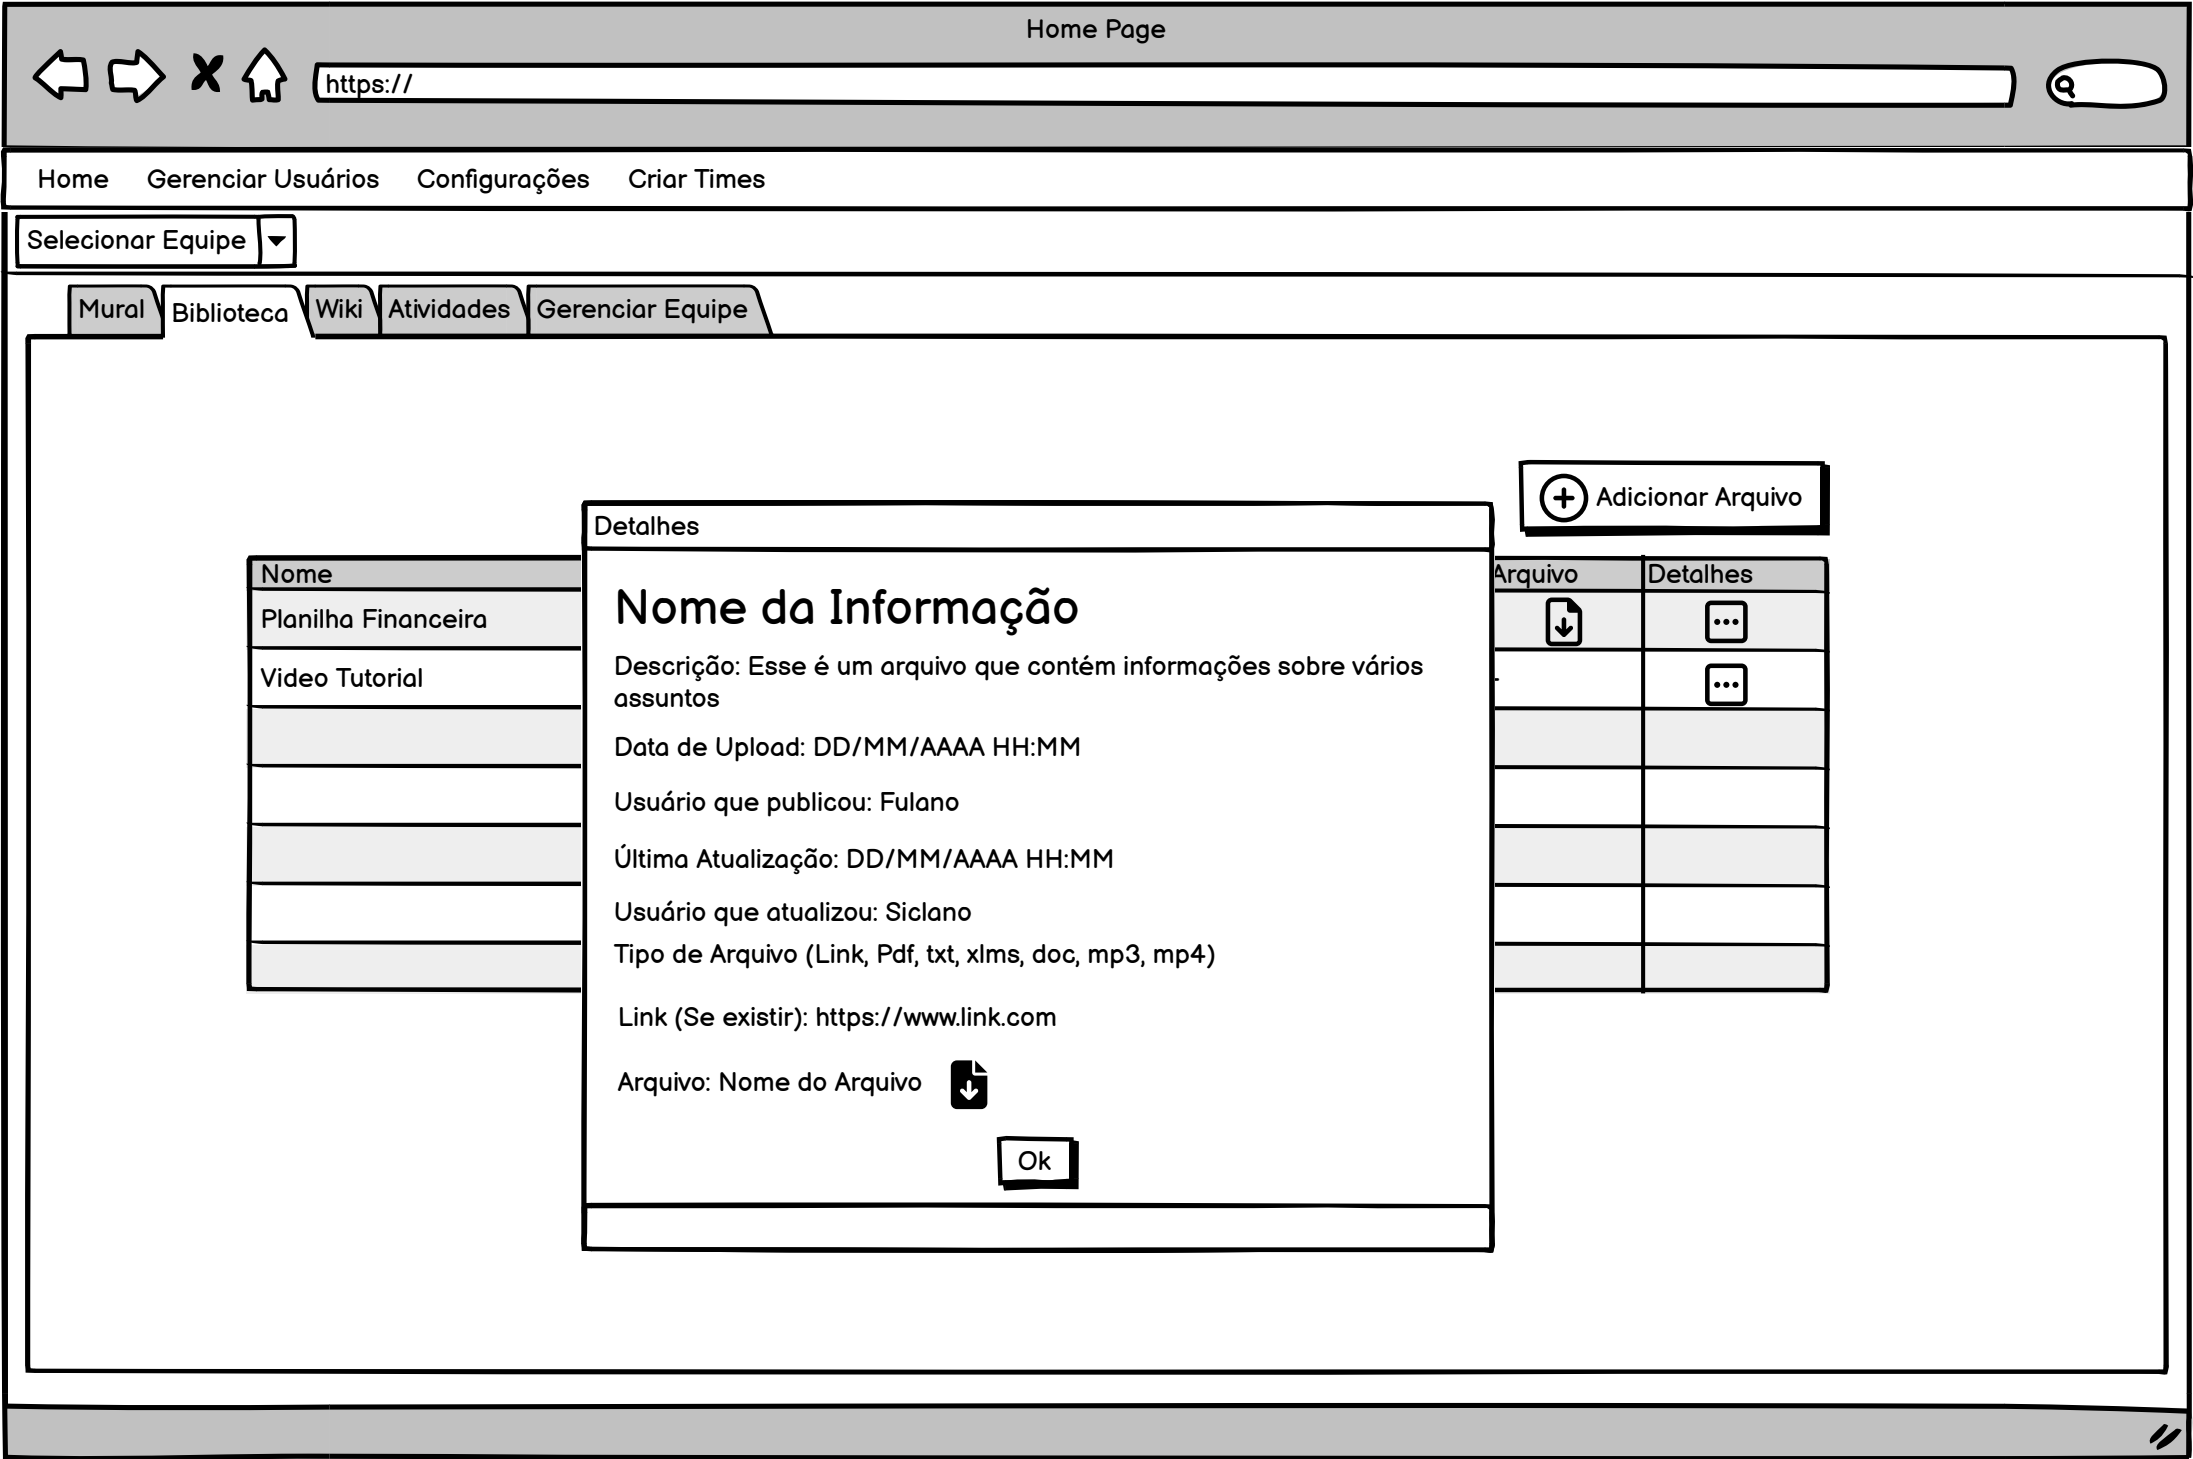 Home Page
https://
Home Gerenciar Usuários Configurações Criar Times
Selecionar Equipe
Mural Biblioteca Wiki Atividades Gerenciar Equipe
Adicionar Arquivo
Nome Arquivo Detalhes
Planilha Financeira
Video Tutorial
Detalhes
Nome da Informação
Descrição: Esse é um arquivo que contém informações sobre vários
assuntos
Data de Upload: DD/MM/AAAA HH:MM
Usuário que publicou: Fulano
Última Atualização: DD/MM/AAAA HH:MM
Usuário que atualizou: Siclano
Tipo de Arquivo (Link, Pdf, txt, xlms, doc, mp3, mp4)
Link (Se existir): https://www.link.com
Arquivo: Nome do Arquivo
Ok